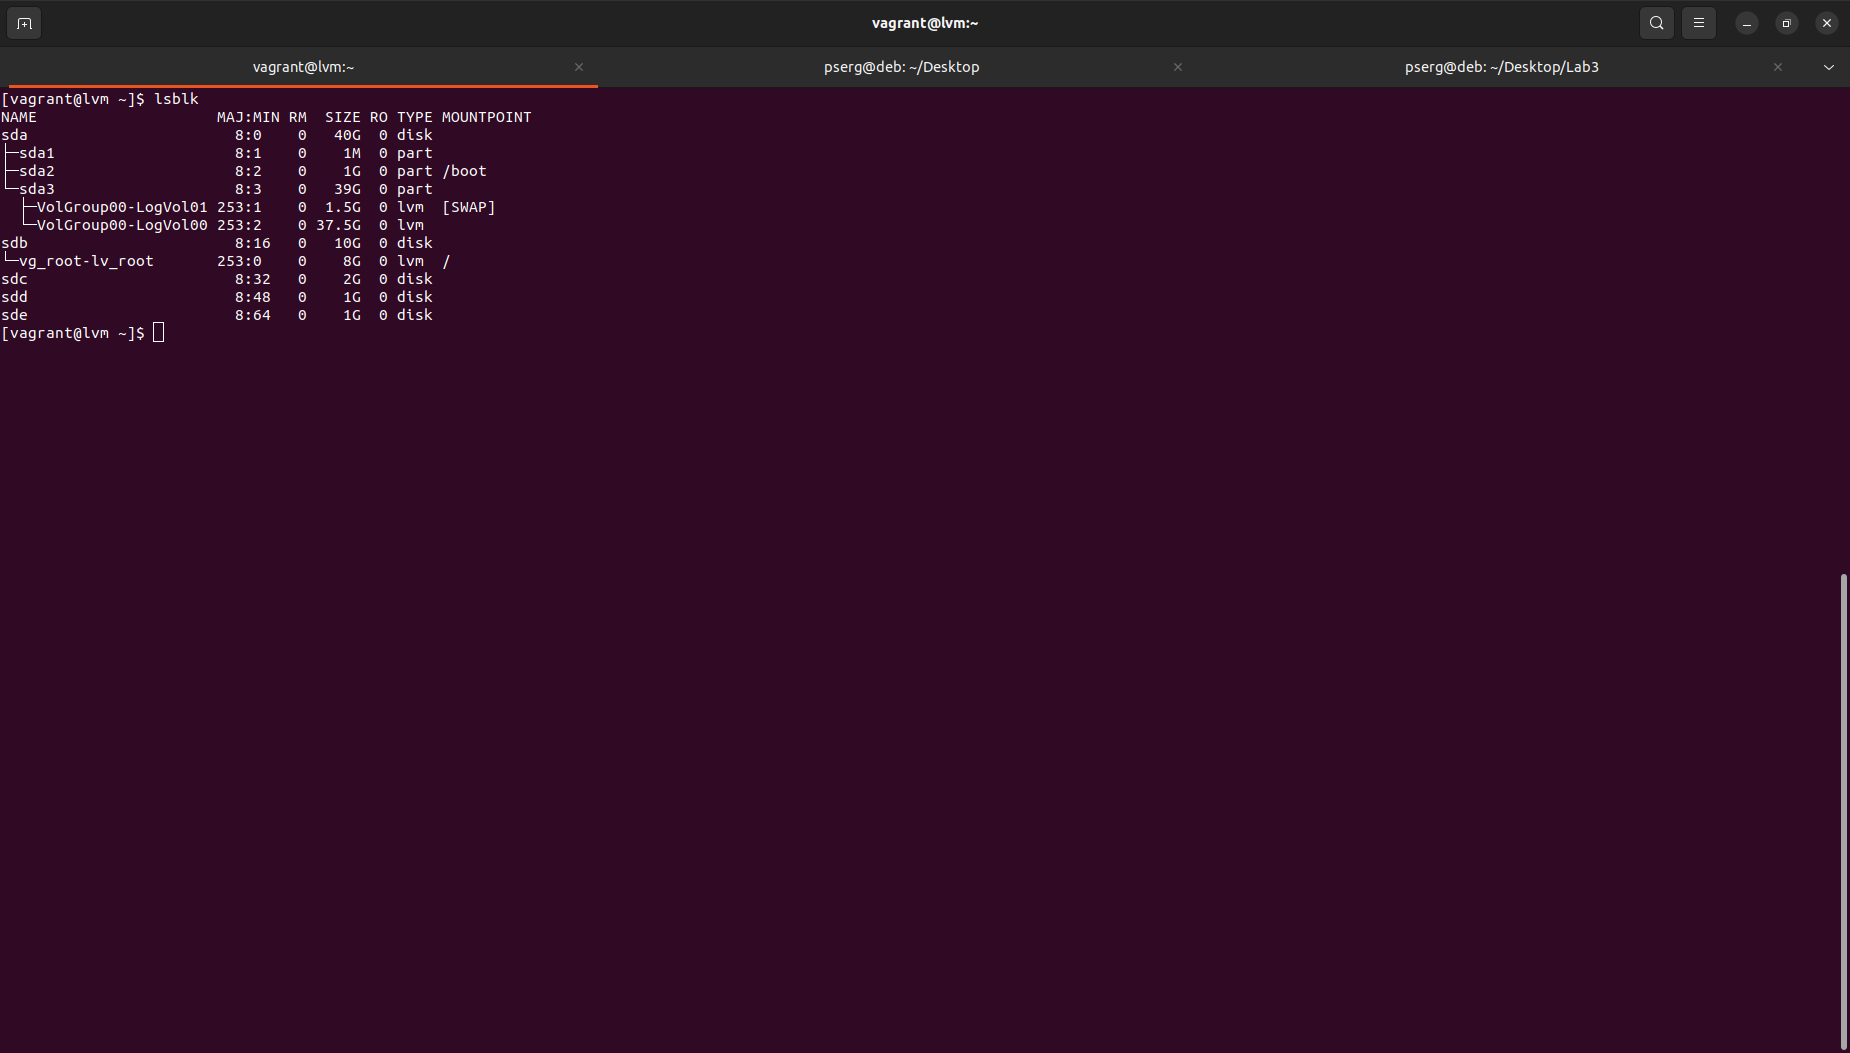 vagrant@lvm:~
vagrant@lvm:~ pserg@deb: ~/Desktop pserg@deb: ~/Desktop/Lab3
[vagrant@lvm ~]$ lsblk
NAME                    MAJ:MIN RM  SIZE RO TYPE MOUNTPOINT
sda                       8:0    0   40G  0 disk
├─sda1                    8:1    0    1M  0 part
├─sda2                    8:2    0    1G  0 part /boot
└─sda3                    8:3    0   39G  0 part
  ├─VolGroup00-LogVol01 253:1    0  1.5G  0 lvm  [SWAP]
  └─VolGroup00-LogVol00 253:2    0 37.5G  0 lvm
sdb                       8:16   0   10G  0 disk
└─vg_root-lv_root       253:0    0    8G  0 lvm  /
sdc                       8:32   0    2G  0 disk
sdd                       8:48   0    1G  0 disk
sde                       8:64   0    1G  0 disk
[vagrant@lvm ~]$